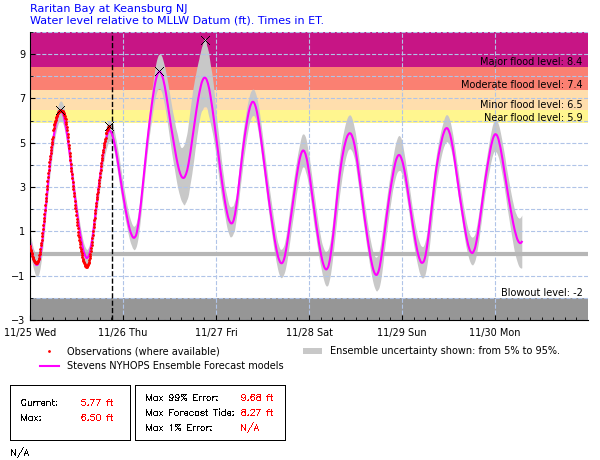 Raritan Bay at Keansburg NJ
Water level relative to MLLW Datum (ft). Times in ET.
9
Major flood level: 8.4
Moderate flood level: 7.4
7
Minor flood level: 6.5
Near flood level: 5.9
5
3
1
−1
Blowout level: -2
−3
11/25 Wed 11/26 Thu 11/27 Fri 11/28 Sat 11/29 Sun 11/30 Mon
Observations (where available) Ensemble uncertainty shown: from 5% to 95%.
Stevens NYHOPS Ensemble Forecast models
Current: 5.77 ft
Max: 6.50 ft
Max 99% Error: 9.68 ft
Max Forecast Tide: 8.27 ft
Max 1% Error: N/A
N/A